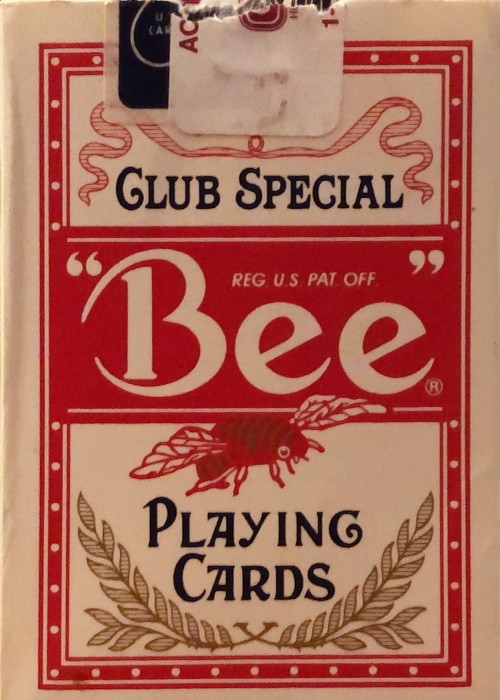 CLUB SPECIAL
REG. U.S. PAT. OFF.
“Bee”®
PLAYING
CARDS